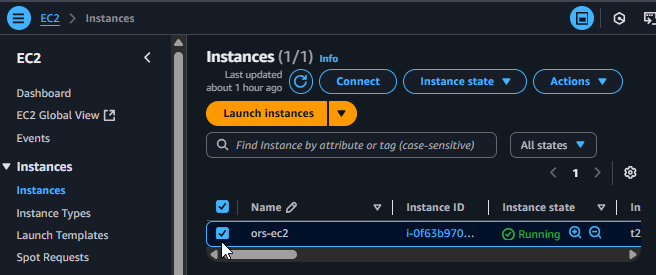 EC2 > Instances
EC2
Dashboard
EC2 Global View
Events
Instances
Instances
Instance Types
Launch Templates
Spot Requests
Instances (1/1) Info
Last updated
about 1 hour ago
Connect
Instance state
Actions
Launch instances
Find Instance by attribute or tag (case-sensitive)
All states
1
Name
Instance ID
Instance state
In
ors-ec2
i-0f63b970...
Running
t2